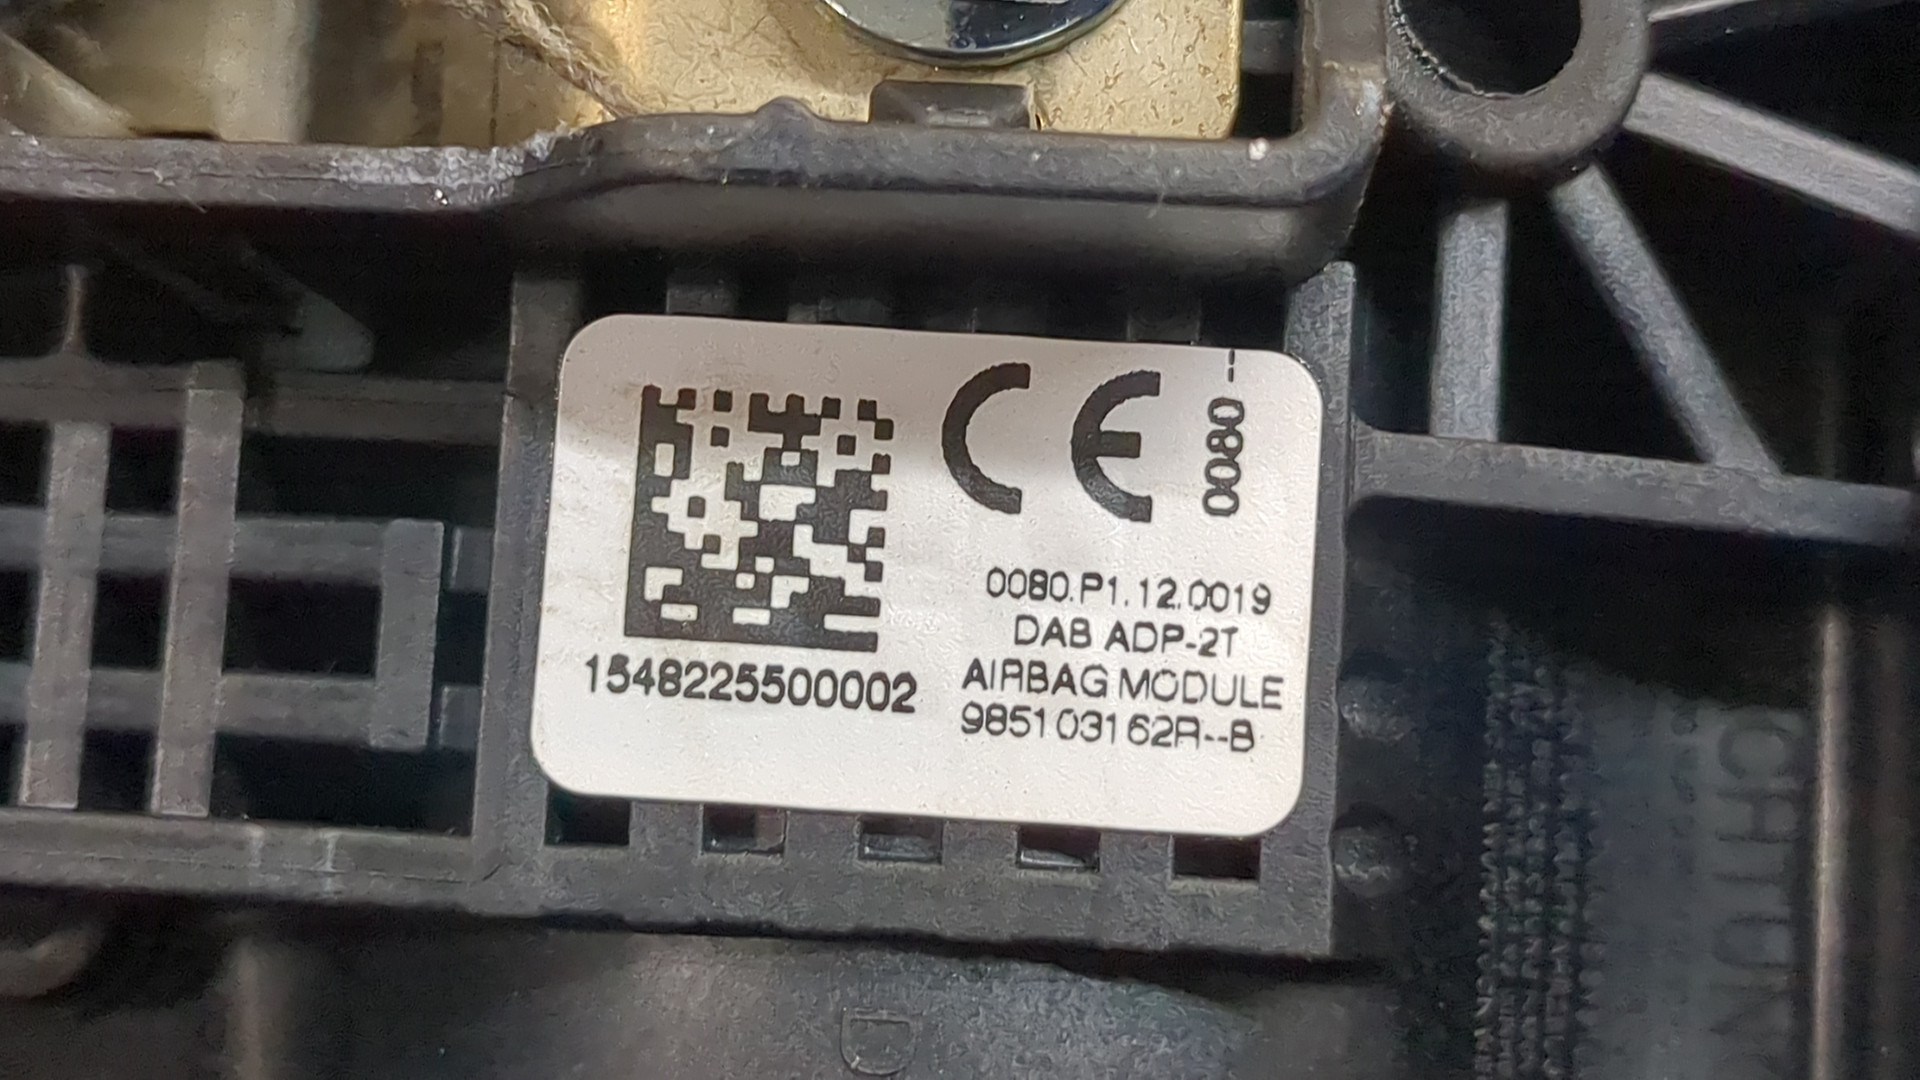 CE 0080--
0080.P1.12.0019
DAB ADP-2T
AIRBAG MODULE
985103162R--B
1548225500002
D